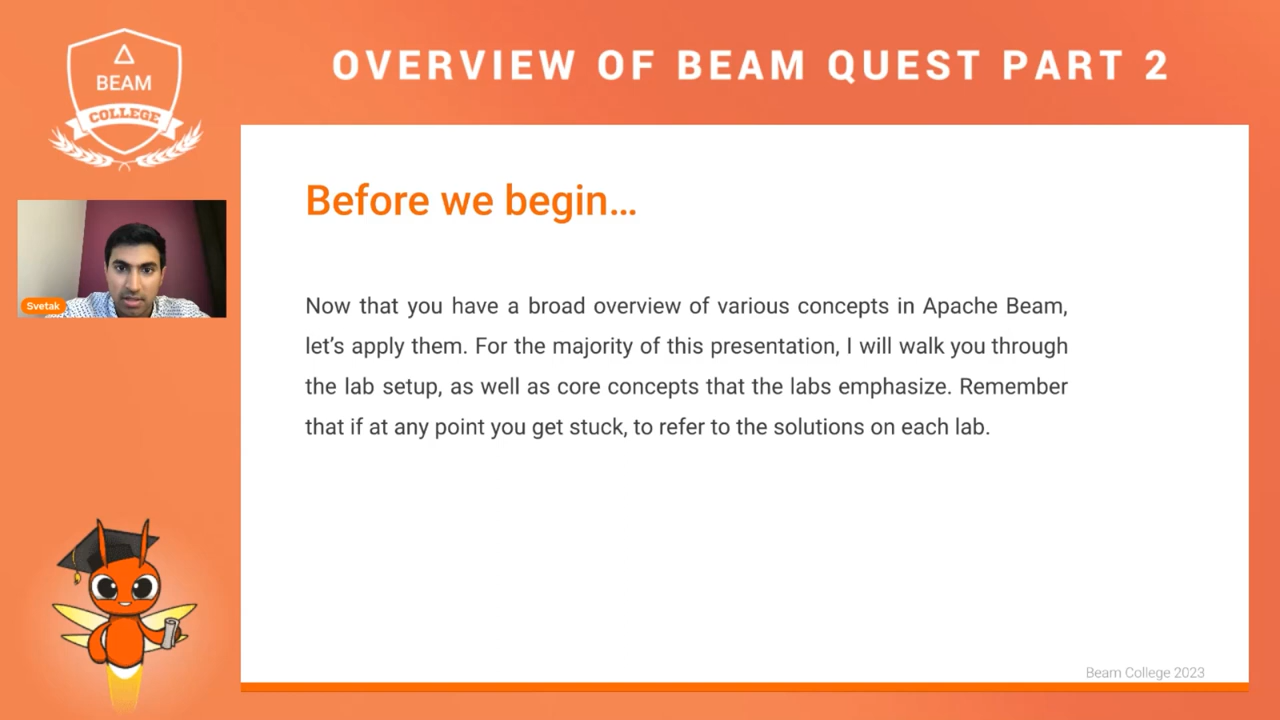 BEAM
COLLEGE
OVERVIEW OF BEAM QUEST PART 2
Before we begin...
Svetak
Now that you have a broad overview of various concepts in Apache Beam,
let’s apply them. For the majority of this presentation, I will walk you through
the lab setup, as well as core concepts that the labs emphasize. Remember
that if at any point you get stuck, to refer to the solutions on each lab.
Beam College 2023